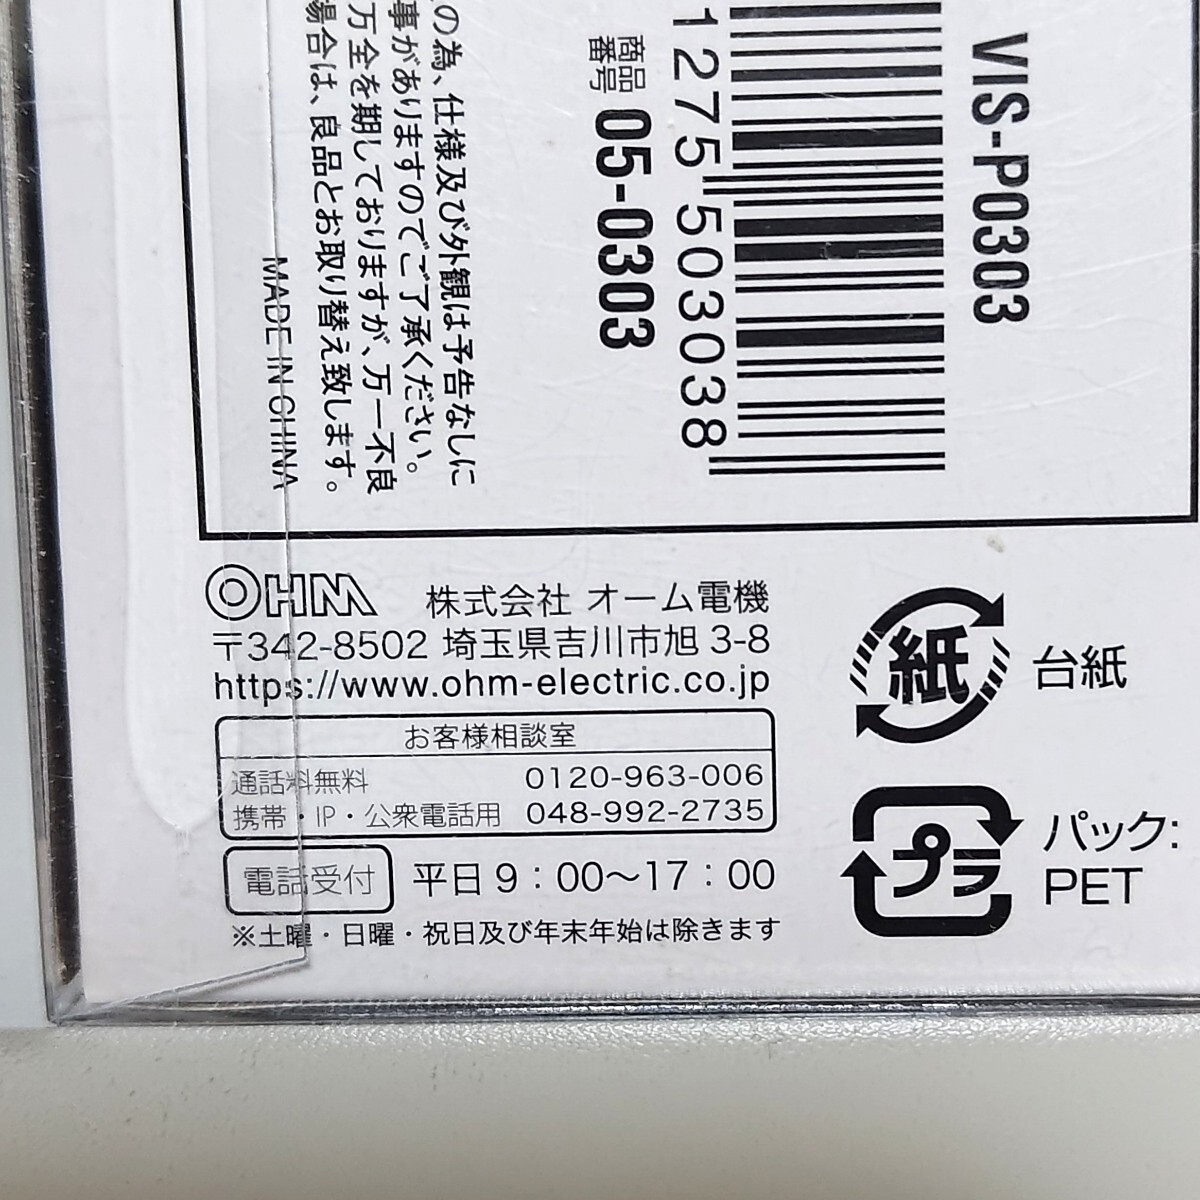 の為、仕様及び外観は予告なしに
事がありますのでご了承ください。
万全を期しておりますが、万一不良
場合は、良品とお取り替え致します。
MADE IN CHINA
VIS-P0303
1275 503038
商品番号 05-0303
OHM 株式会社 オーム電機
〒342-8502 埼玉県吉川市旭 3-8
https://www.ohm-electric.co.jp
お客様相談室
通話料無料 0120-963-006
携帯・IP・公衆電話用 048-992-2735
電話受付 平日 9：00〜17：00
※土曜・日曜・祝日及び年末年始は除きます
紙 台紙
プラ パック:
PET